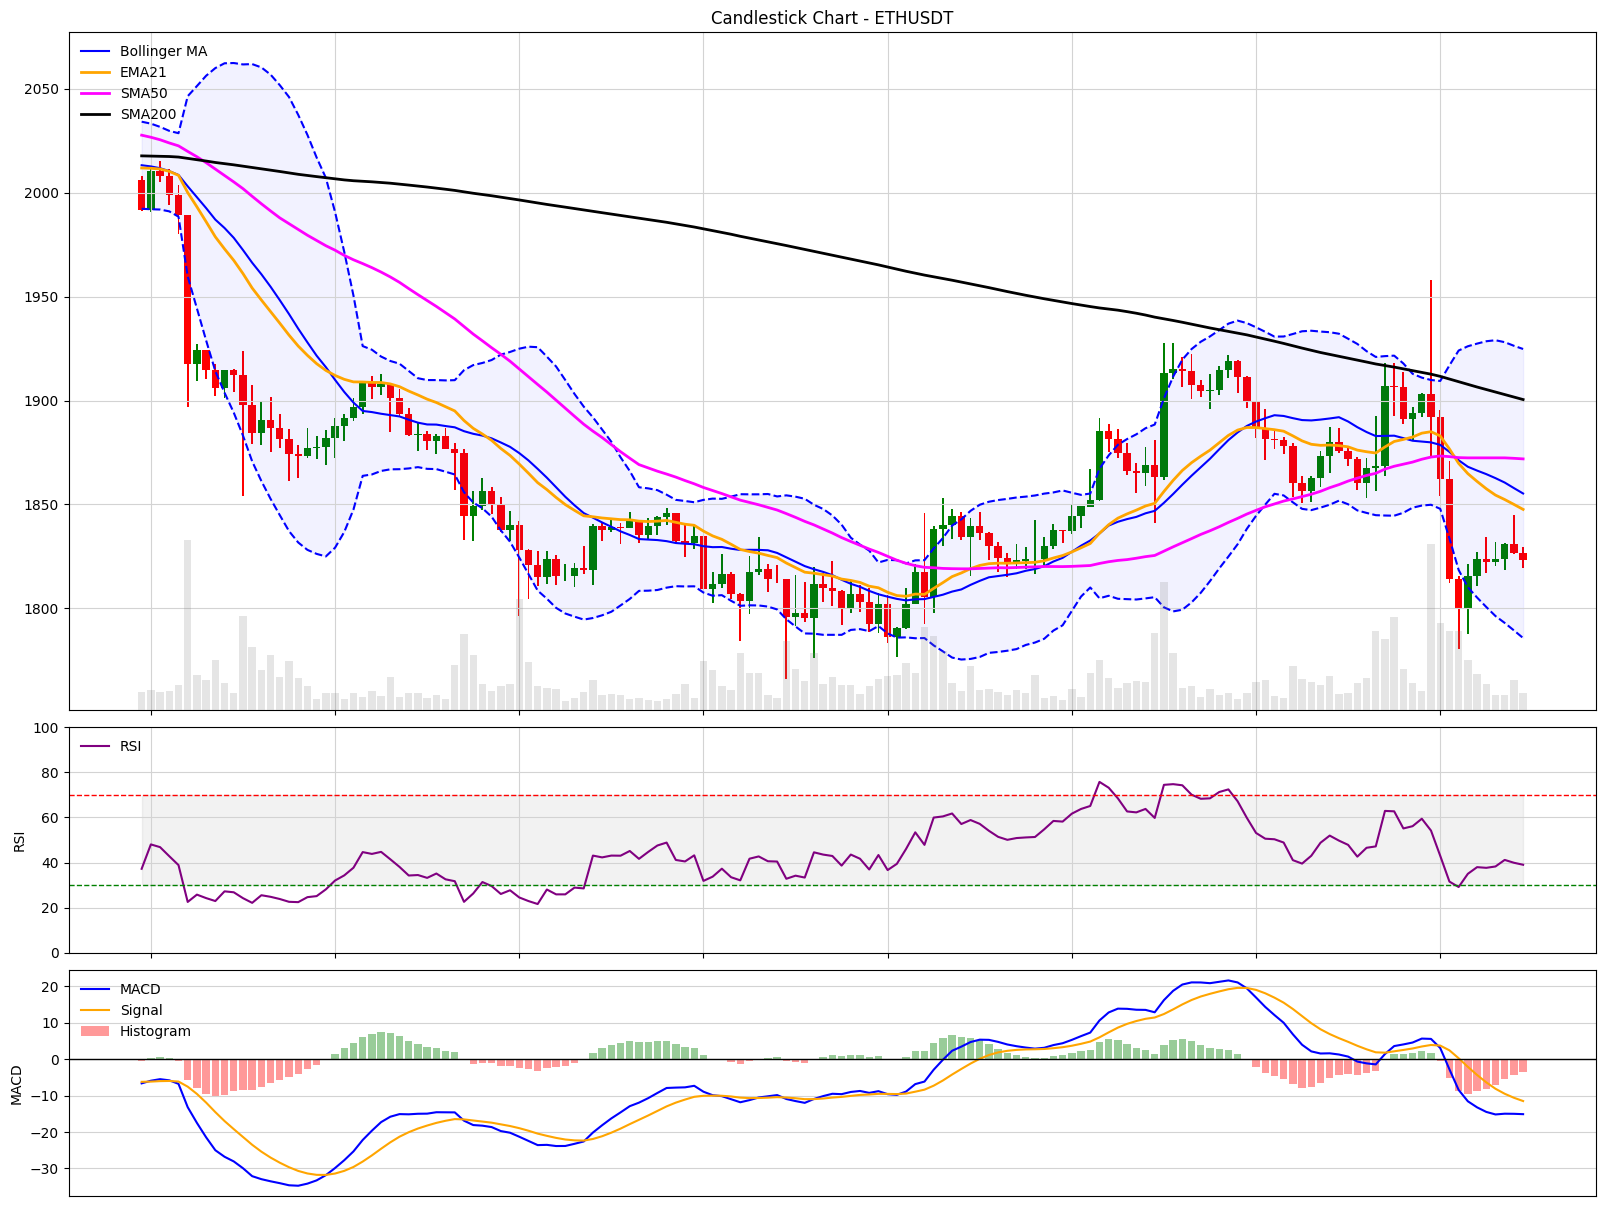 Candlestick Chart - ETHUSDT
Bollinger MA
EMA21
SMA50
SMA200
2050
2000
1950
1900
1850
1800
RSI
100
80
60
40
20
0
RSI
MACD
Signal
Histogram
20
10
0
−10
−20
−30
MACD